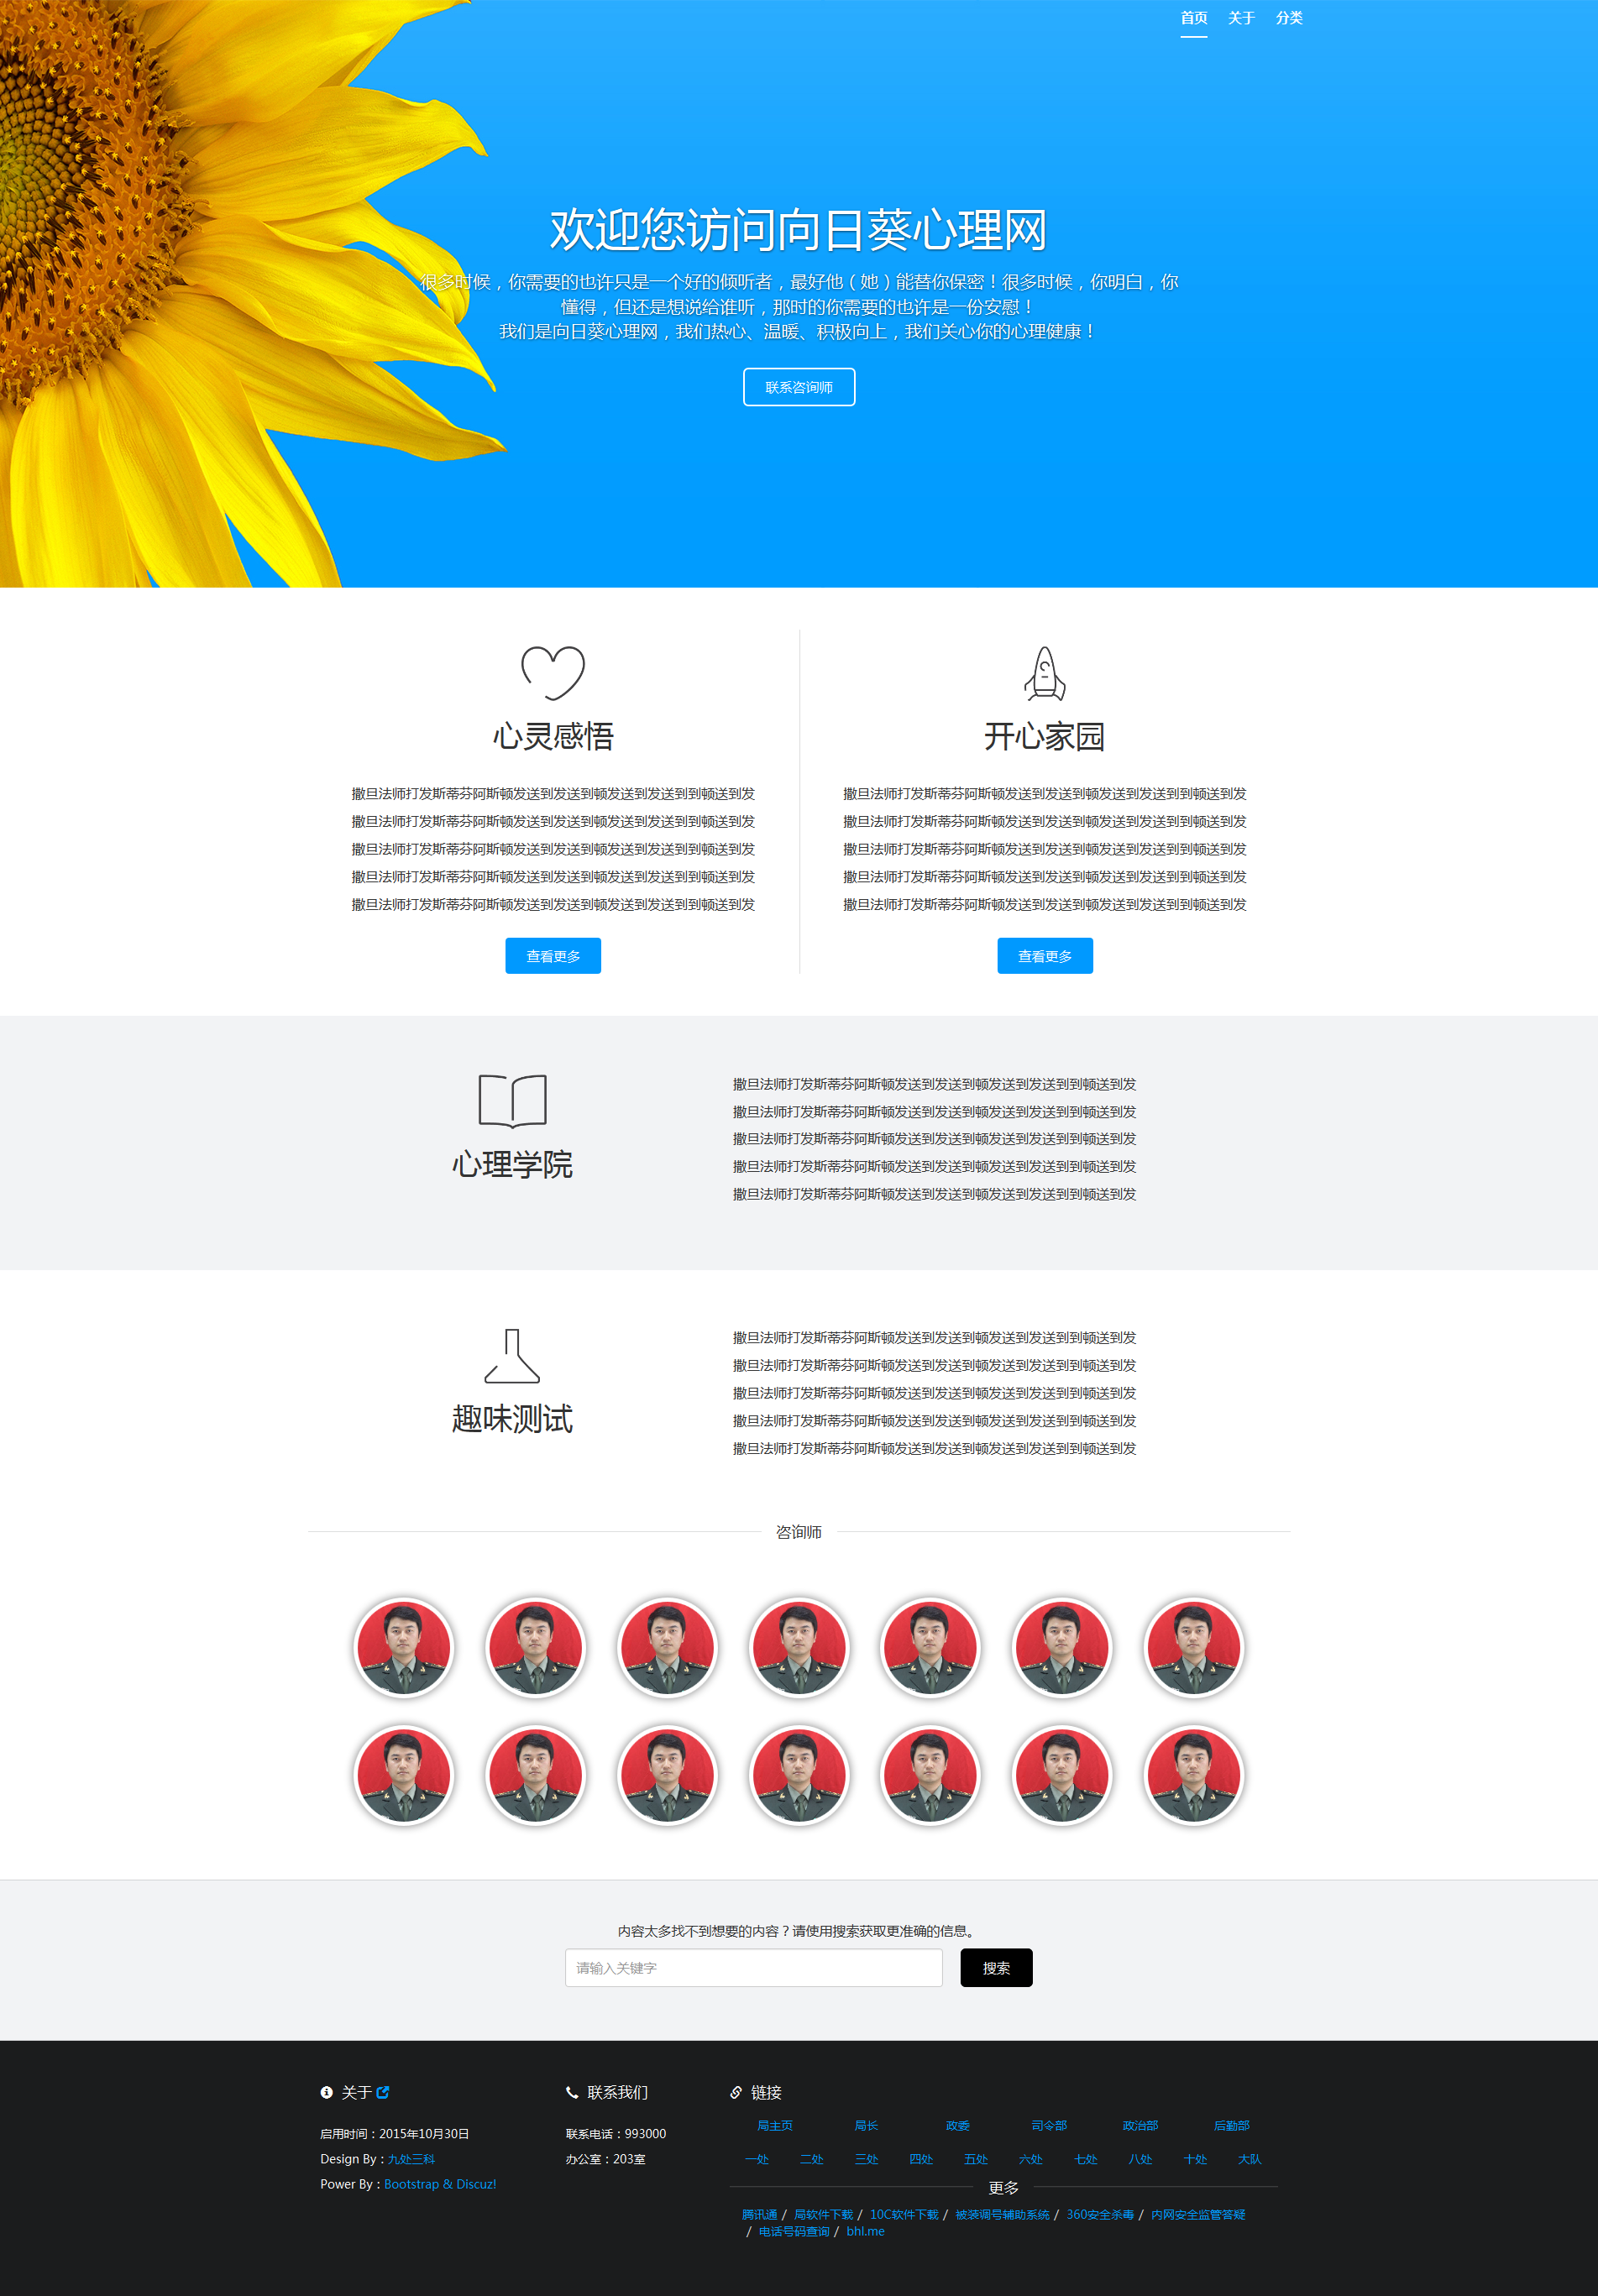 首页 关于 分类
欢迎您访问向日葵心理网
很多时候，你需要的也许只是一个好的倾听者，最好他（她）能替你保密！很多时候，你明白，你
懂得，但还是想说给谁听，那时的你需要的也许是一份安慰！
我们是向日葵心理网，我们热心、温暖、积极向上，我们关心你的心理健康！
联系咨询师
心灵感悟
撒旦法师打发斯蒂芬阿斯顿发送到发送到顿发送到发送到到顿送到发
撒旦法师打发斯蒂芬阿斯顿发送到发送到顿发送到发送到到顿送到发
撒旦法师打发斯蒂芬阿斯顿发送到发送到顿发送到发送到到顿送到发
撒旦法师打发斯蒂芬阿斯顿发送到发送到顿发送到发送到到顿送到发
撒旦法师打发斯蒂芬阿斯顿发送到发送到顿发送到发送到到顿送到发
查看更多
开心家园
撒旦法师打发斯蒂芬阿斯顿发送到发送到顿发送到发送到到顿送到发
撒旦法师打发斯蒂芬阿斯顿发送到发送到顿发送到发送到到顿送到发
撒旦法师打发斯蒂芬阿斯顿发送到发送到顿发送到发送到到顿送到发
撒旦法师打发斯蒂芬阿斯顿发送到发送到顿发送到发送到到顿送到发
撒旦法师打发斯蒂芬阿斯顿发送到发送到顿发送到发送到到顿送到发
查看更多
心理学院
撒旦法师打发斯蒂芬阿斯顿发送到发送到顿发送到发送到到顿送到发
撒旦法师打发斯蒂芬阿斯顿发送到发送到顿发送到发送到到顿送到发
撒旦法师打发斯蒂芬阿斯顿发送到发送到顿发送到发送到到顿送到发
撒旦法师打发斯蒂芬阿斯顿发送到发送到顿发送到发送到到顿送到发
撒旦法师打发斯蒂芬阿斯顿发送到发送到顿发送到发送到到顿送到发
趣味测试
撒旦法师打发斯蒂芬阿斯顿发送到发送到顿发送到发送到到顿送到发
撒旦法师打发斯蒂芬阿斯顿发送到发送到顿发送到发送到到顿送到发
撒旦法师打发斯蒂芬阿斯顿发送到发送到顿发送到发送到到顿送到发
撒旦法师打发斯蒂芬阿斯顿发送到发送到顿发送到发送到到顿送到发
撒旦法师打发斯蒂芬阿斯顿发送到发送到顿发送到发送到到顿送到发
咨询师
内容太多找不到想要的内容？请使用搜索获取更准确的信息。
请输入关键字 搜索
关于
启用时间：2015年10月30日
Design By：九处三科
Power By：Bootstrap & Discuz!
联系我们
联系电话：993000
办公室：203室
链接
局主页 局长 政委 司令部 政治部 后勤部
一处 二处 三处 四处 五处 六处 七处 八处 十处 大队
更多
腾讯通 / 局软件下载 / 10C软件下载 / 被装调号辅助系统 / 360安全杀毒 / 内网安全监管答疑
/ 电话号码查询 / bhl.me